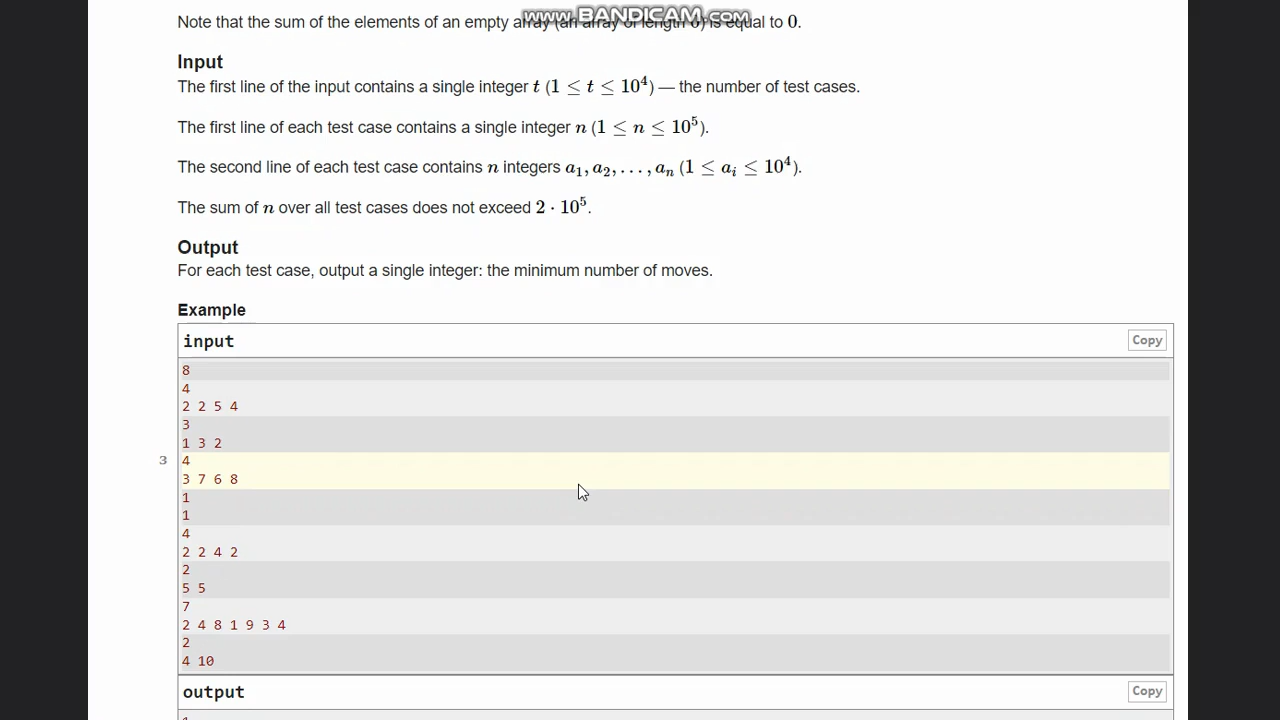 www.BANDICAM.com
Note that the sum of the elements of an empty array (an array of length 0) is equal to 0.
Input
The first line of the input contains a single integer t (1 ≤ t ≤ 10⁴) — the number of test cases.
The first line of each test case contains a single integer n (1 ≤ n ≤ 10⁵).
The second line of each test case contains n integers a₁, a₂, . . . , aₙ (1 ≤ aᵢ ≤ 10⁴).
The sum of n over all test cases does not exceed 2 · 10⁵.
Output
For each test case, output a single integer: the minimum number of moves.
Example
input Copy
8
4
2 2 5 4
3
1 3 2
3 4
3 7 6 8
1
1
4
2 2 4 2
2
5 5
7
2 4 8 1 9 3 4
2
4 10
output Copy